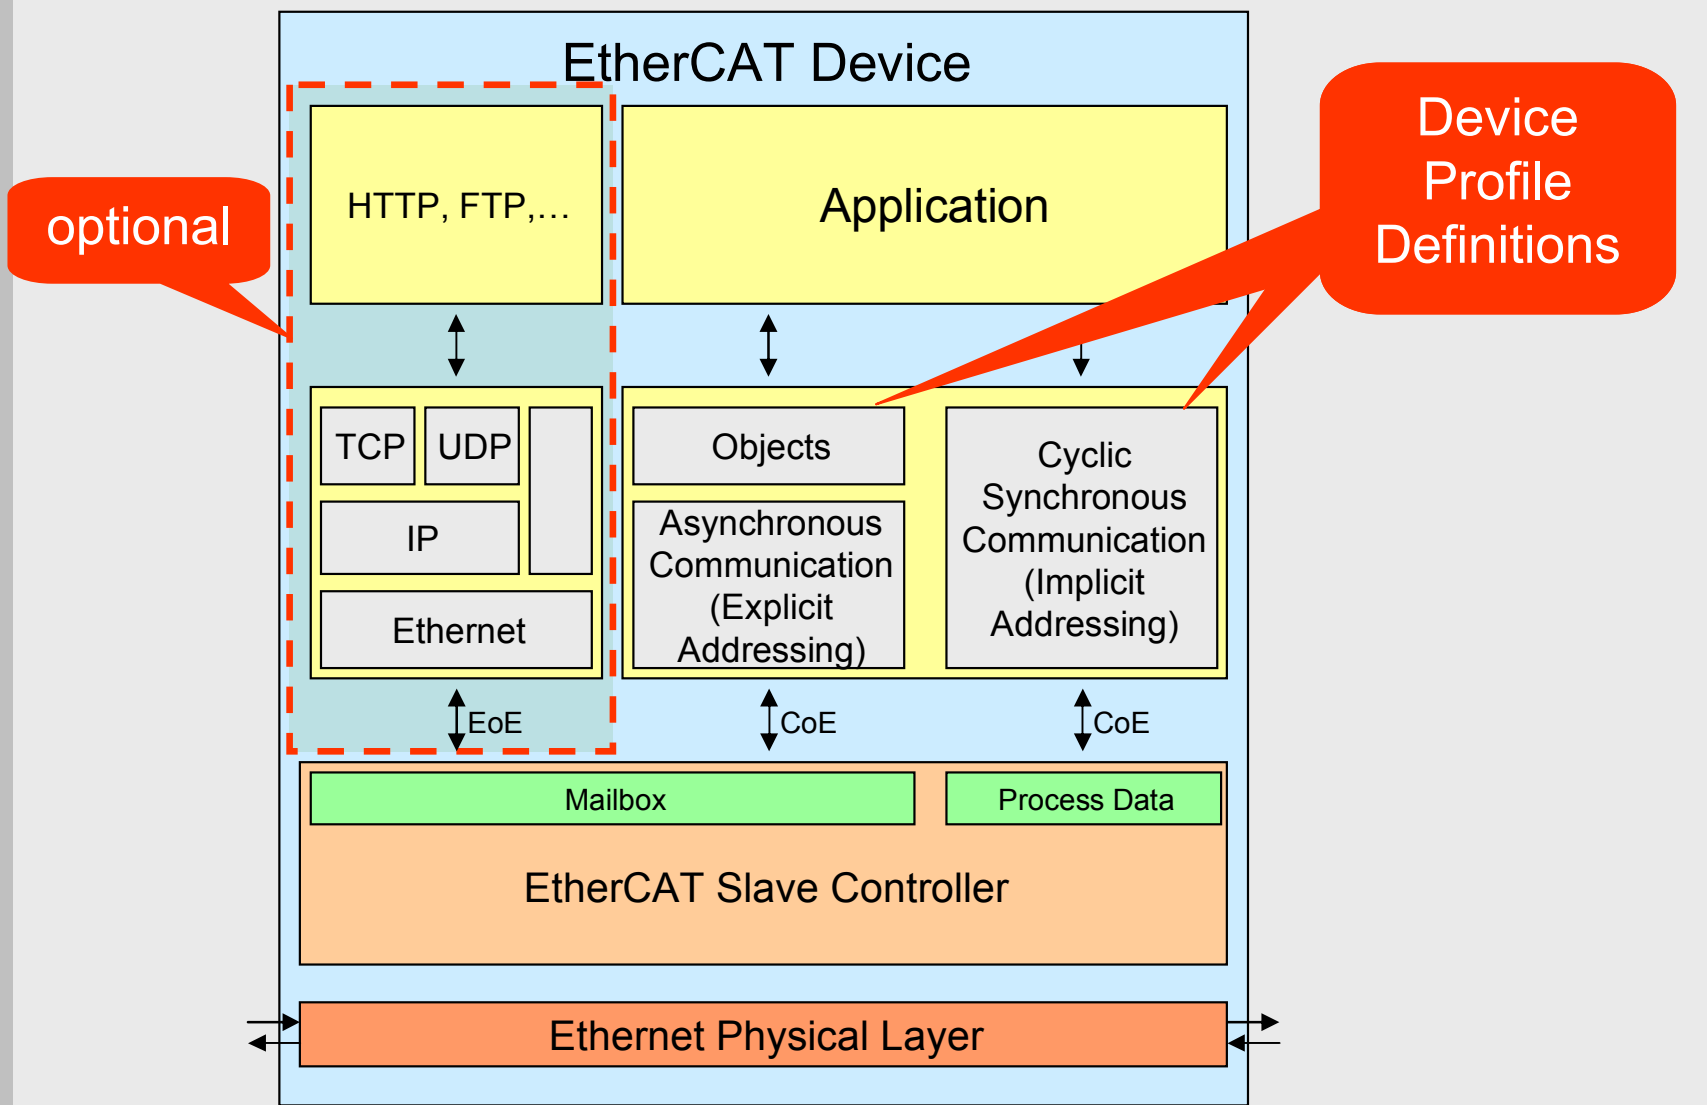 EtherCAT Device
optional
HTTP, FTP,…
Application
Device
Profile
Definitions
TCP
UDP
IP
Ethernet
Objects
Asynchronous
Communication
(Explicit
Addressing)
Cyclic
Synchronous
Communication
(Implicit
Addressing)
EoE
CoE
CoE
Mailbox
Process Data
EtherCAT Slave Controller
Ethernet Physical Layer